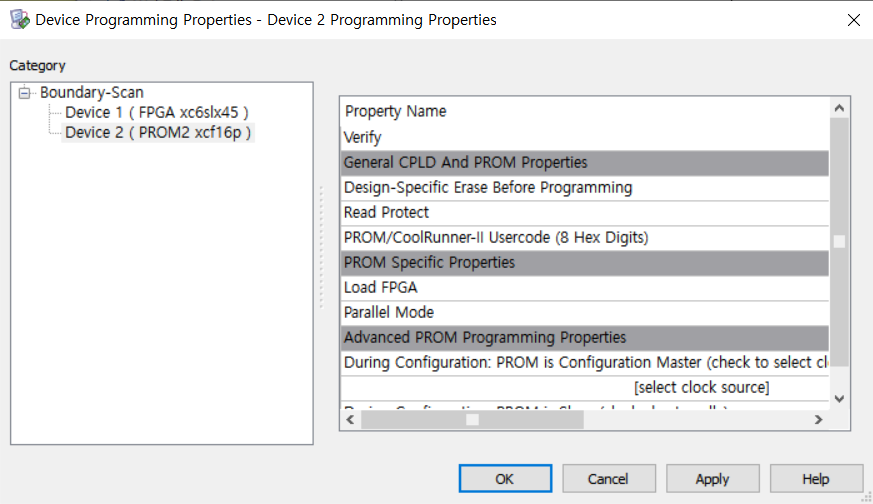 Device Programming Properties - Device 2 Programming Properties
Category
Boundary-Scan
Device 1 ( FPGA xc6slx45 )
Device 2 ( PROM2 xcf16p )
Property Name
Verify
General CPLD And PROM Properties
Design-Specific Erase Before Programming
Read Protect
PROM/CoolRunner-II Usercode (8 Hex Digits)
PROM Specific Properties
Load FPGA
Parallel Mode
Advanced PROM Programming Properties
During Configuration: PROM is Configuration Master (check to select cl
[select clock source]
OK
Cancel
Apply
Help